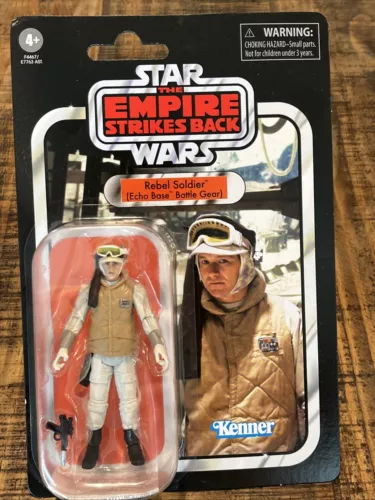 4+
F4467/
E7763 AS1
WARNING:
CHOKING HAZARD–Small parts.
Not for children under 3 years.
STAR
THE
EMPIRE
STRIKES BACK
WARS
Rebel Soldier
(Echo Base Battle Gear)
Kenner